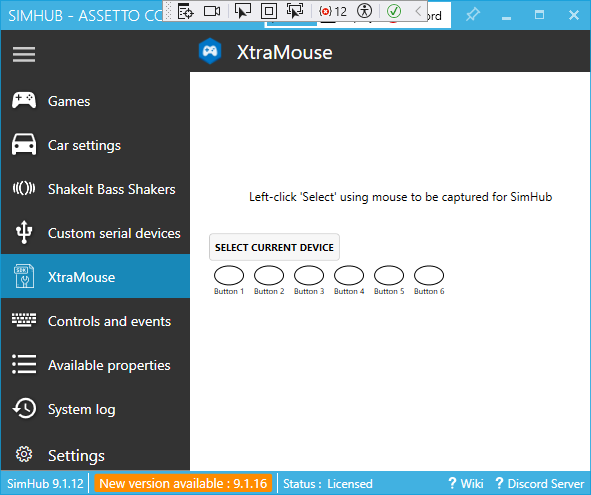 SIMHUB - ASSETTO CO
12
ord
XtraMouse
Games
Car settings
ShakeIt Bass Shakers
Custom serial devices
XtraMouse
Controls and events
Available properties
System log
Settings
Left-click 'Select' using mouse to be captured for SimHub
SELECT CURRENT DEVICE
Button 1 Button 2 Button 3 Button 4 Button 5 Button 6
SimHub 9.1.12 New version available : 9.1.16 Status : Licensed ? Wiki ? Discord Server